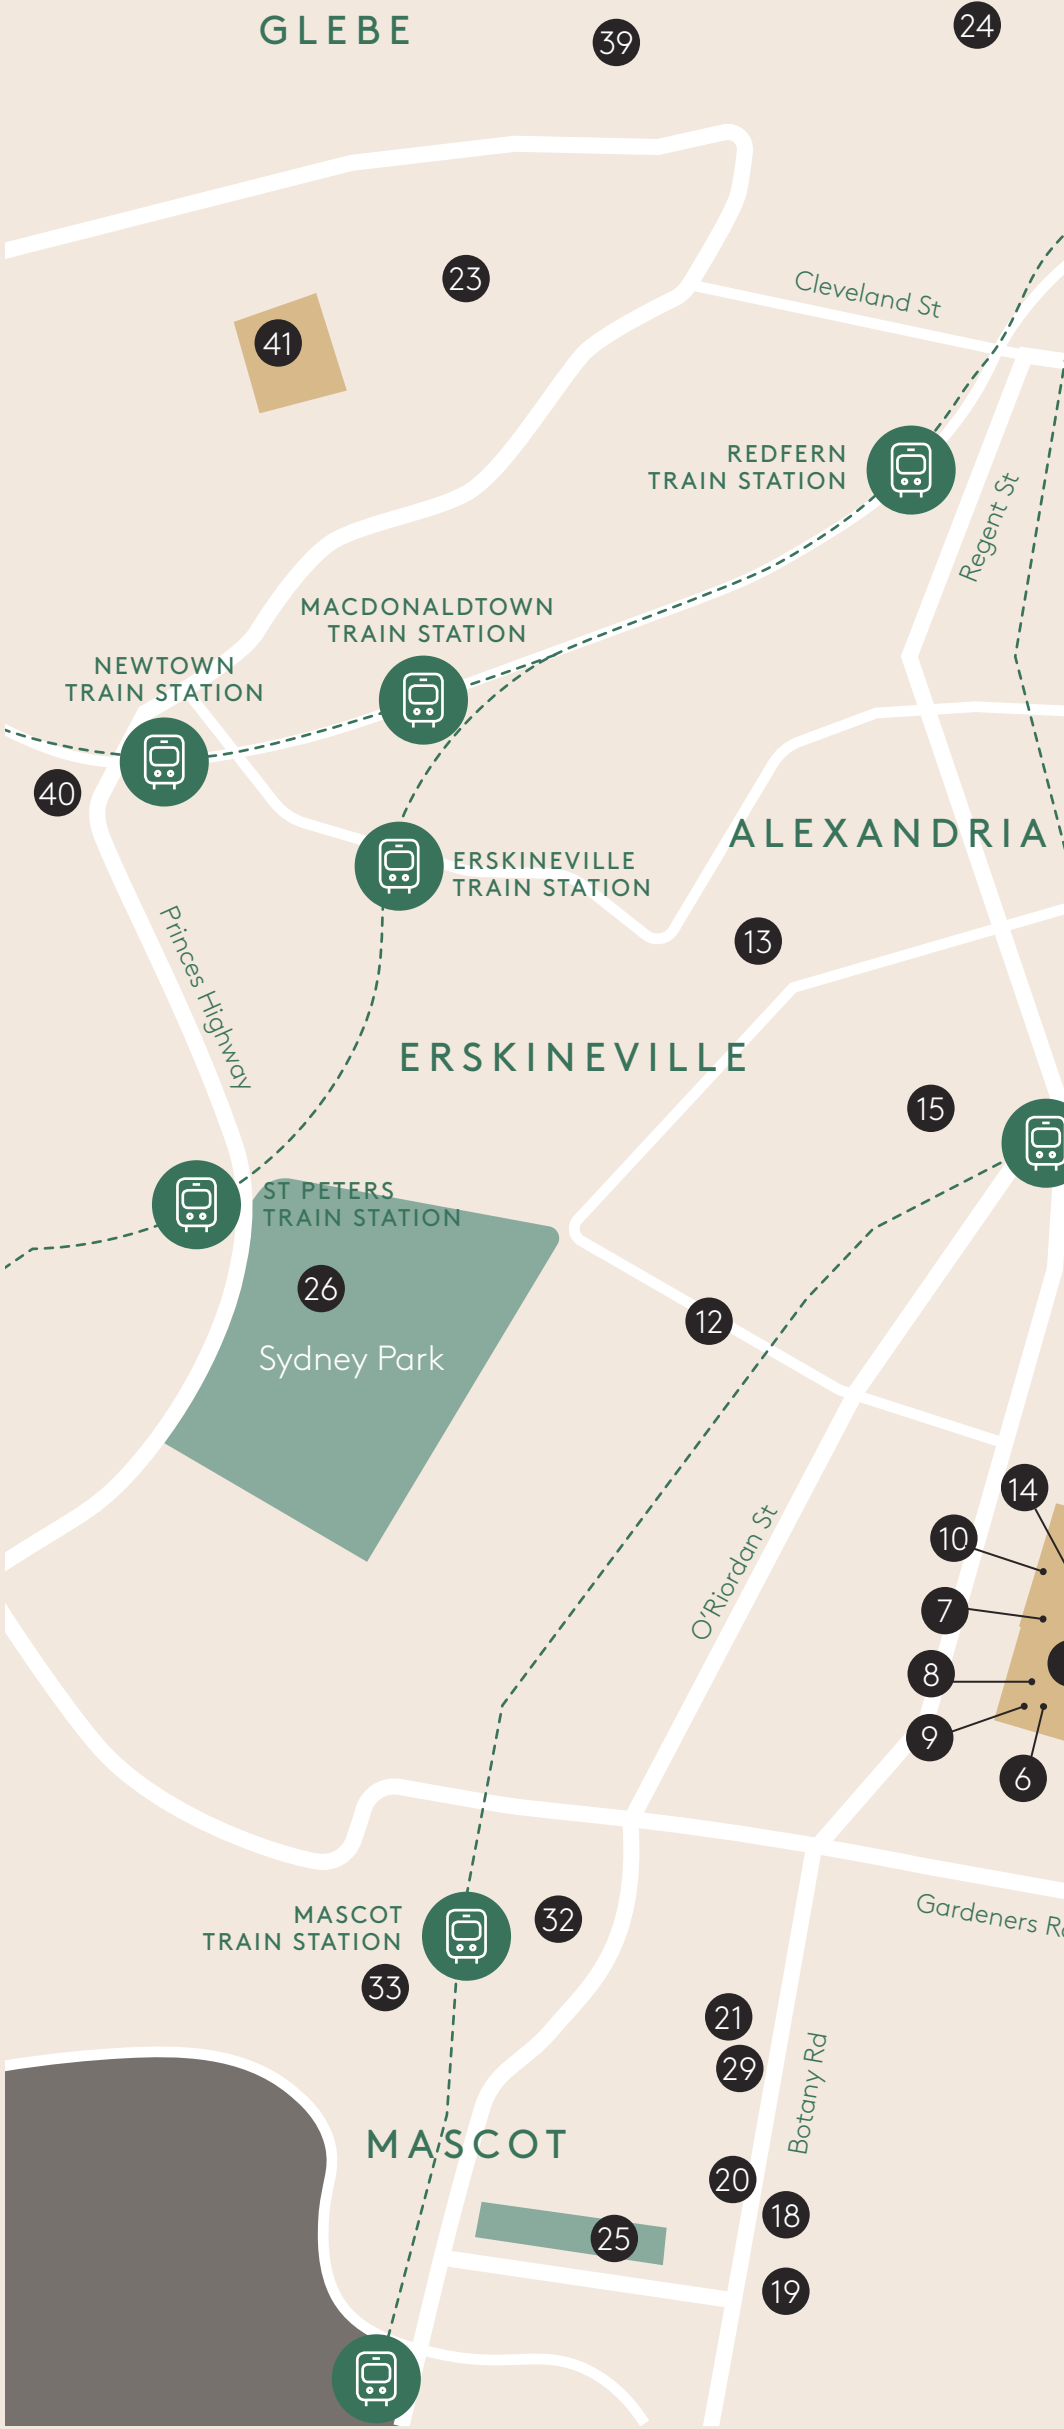 GLEBE
39
24
23
Cleveland St
41
REDFERN
TRAIN STATION
Regent St
MACDONALDTOWN
TRAIN STATION
NEWTOWN
TRAIN STATION
40
ALEXANDRIA
ERSKINEVILLE
TRAIN STATION
Princes Highway
13
ERSKINEVILLE
15
ST PETERS
TRAIN STATION
26
12
Sydney Park
14
10
O'Riordan St
7
8
9
6
Gardeners
MASCOT
TRAIN STATION
32
33
21
29
Botany Rd
MASCOT
20
18
25
19